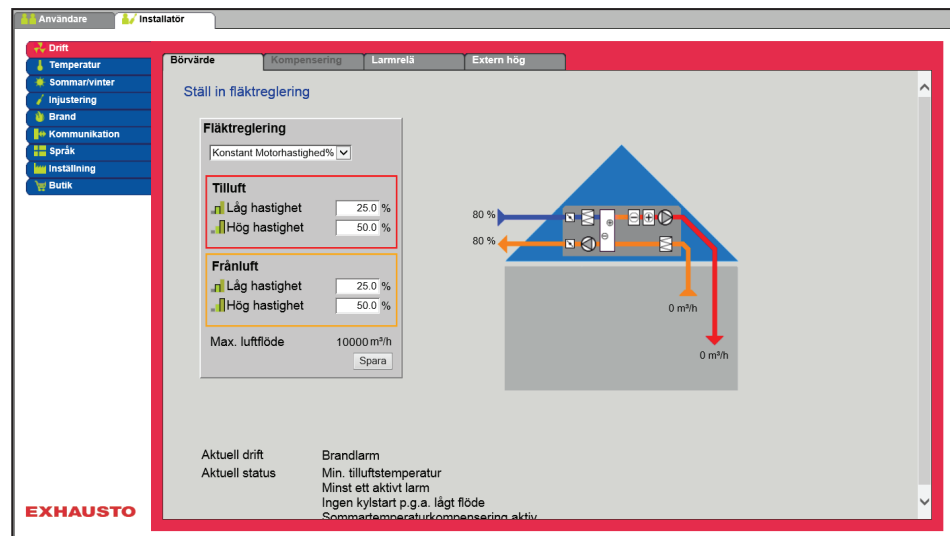 Användare Installatör
Drift
Temperatur
Sommar/vinter
Injustering
Brand
Kommunikation
Språk
Inställning
Butik
Börvärde Kompensering Larmrelä Extern hög
Ställ in fläktreglering
Fläktreglering
Konstant Motorhastighed%
Tilluft
Låg hastighet 25.0 %
Hög hastighet 50.0 %
Frånluft
Låg hastighet 25.0 %
Hög hastighet 50.0 %
Max. luftflöde 10000 m³/h
Spara
80 %
80 %
0 m³/h
0 m³/h
Aktuell drift Brandlarm
Aktuell status Min. tilluftstemperatur
Minst ett aktivt larm
Ingen kylstart p.g.a. lågt flöde
Sommartemperaturkompensering aktiv
EXHAUSTO